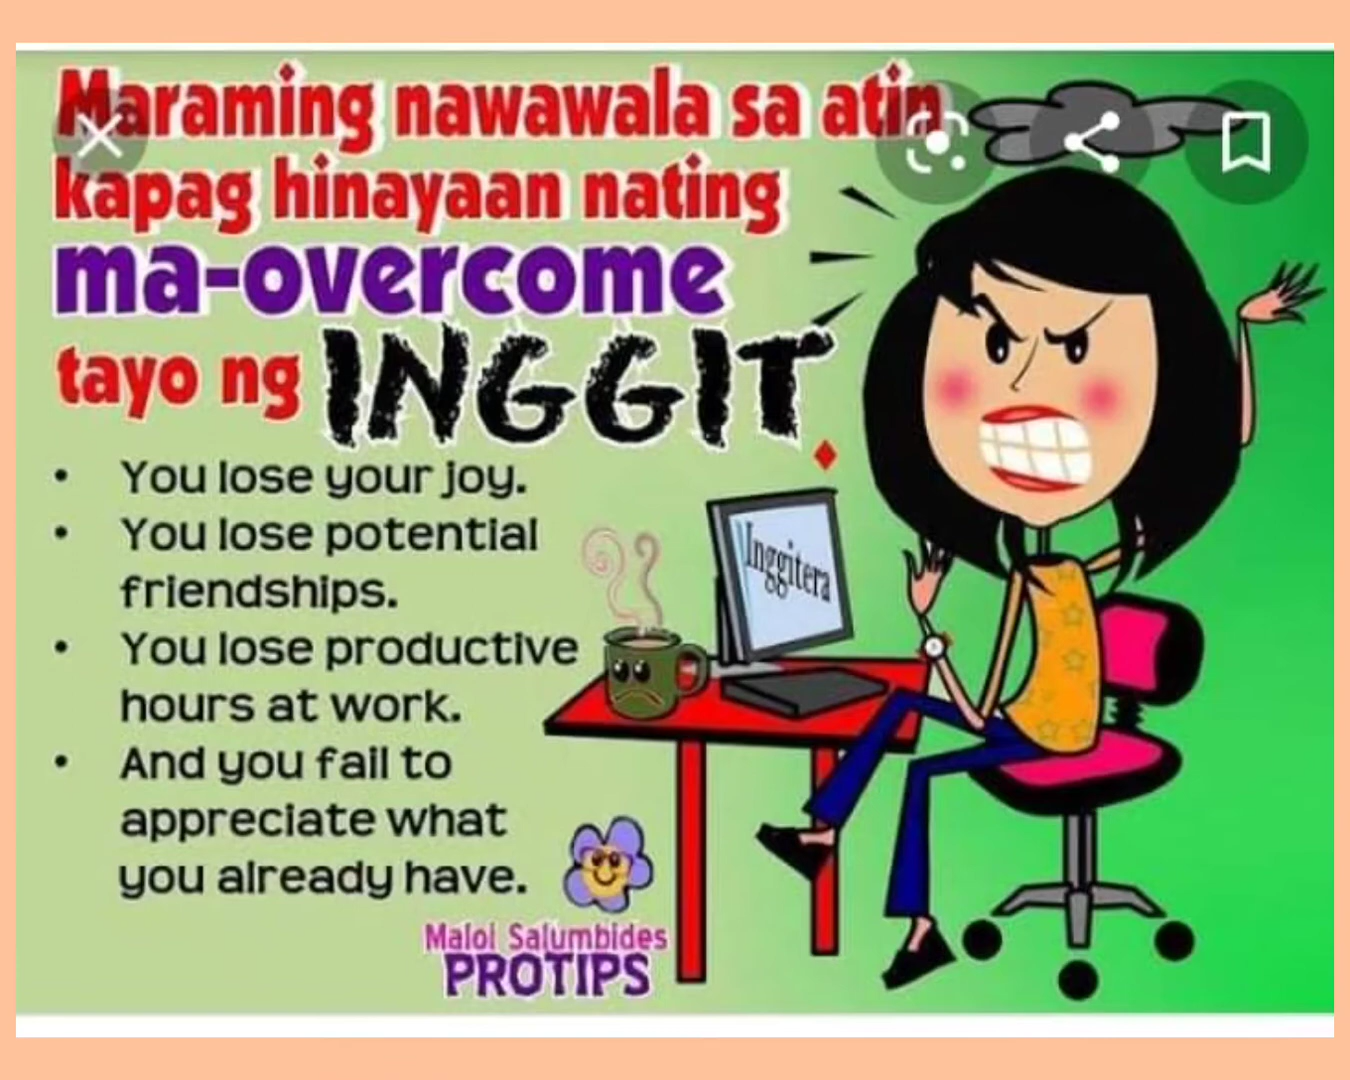 Maraming nawawala sa atin
kapag hinayaan nating
ma-overcome
tayo ng INGGIT.
• You lose your joy.
• You lose potential
friendships.
• You lose productive
hours at work.
• And you fail to
appreciate what
you already have.
Inggitera
Maloi Salumbides
PROTIPS